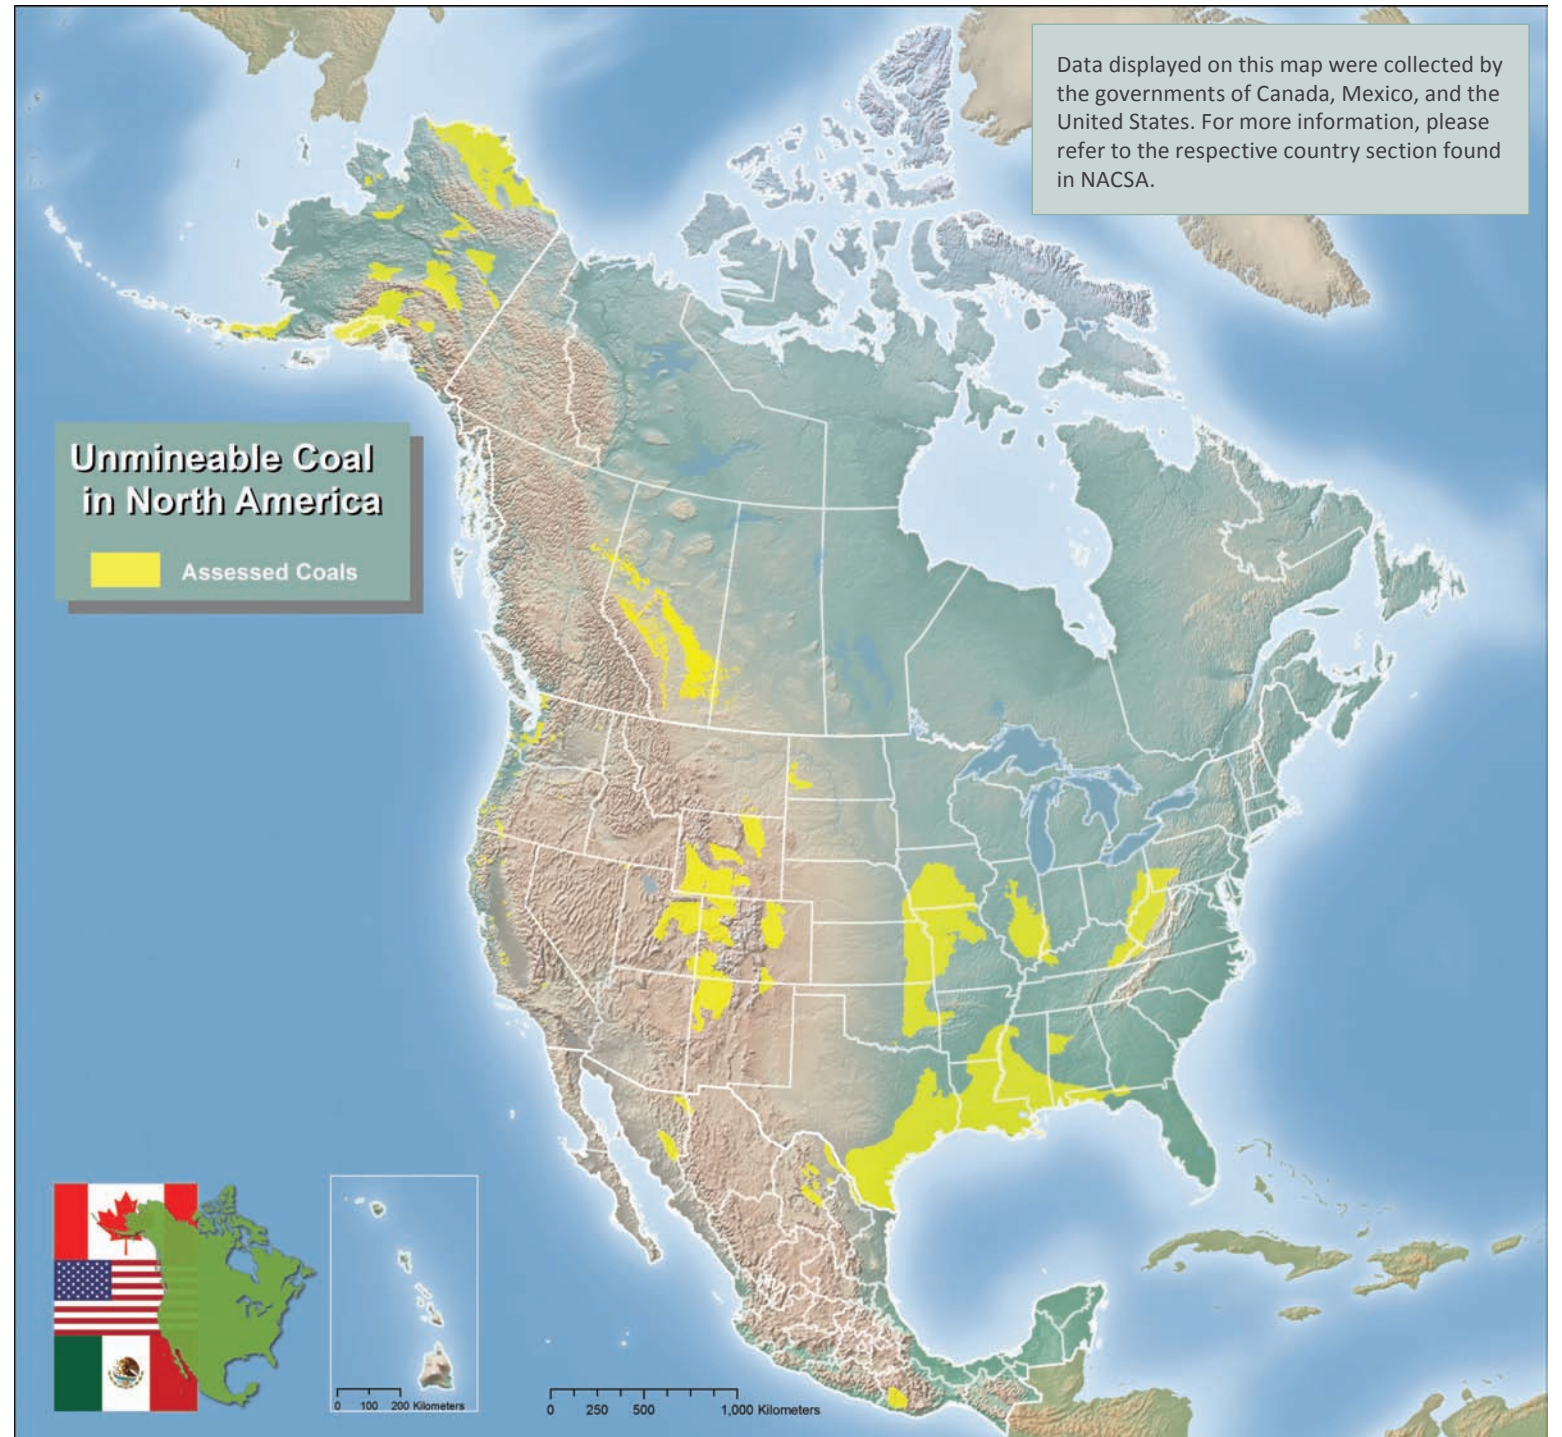 Data displayed on this map were collected by
the governments of Canada, Mexico, and the
United States. For more information, please
refer to the respective country section found
in NACSA.
Unmineable Coal
in North America
Assessed Coals
0 100 200 Kilometers
0 250 500 1,000 Kilometers